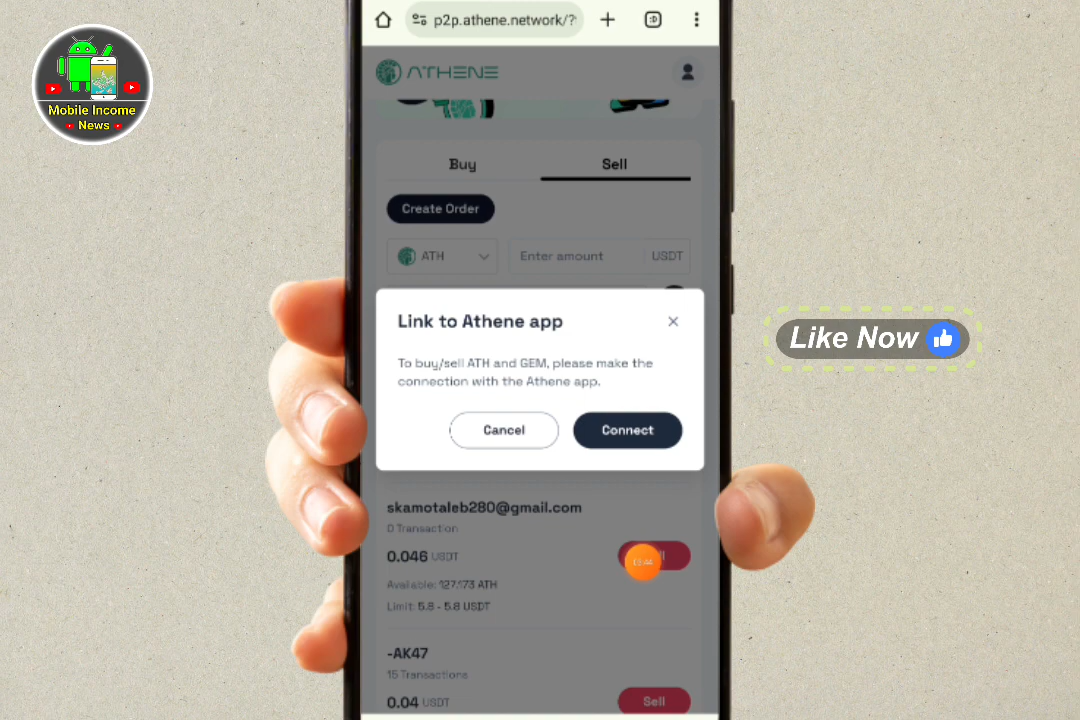 p2p.athene.network/?
:D
Mobile Income
News
ATHENE
Buy
Sell
Create Order
ATH
Enter amount
USDT
Link to Athene app
To buy/sell ATH and GEM, please make the
connection with the Athene app.
Cancel
Connect
Like Now
skamotaleb280@gmail.com
0 Transaction
0.046 USDT
Available: 127.173 ATH
Limit: 5.8 - 5.8 USDT
-AK47
15 Transactions
0.04 USDT
Sell